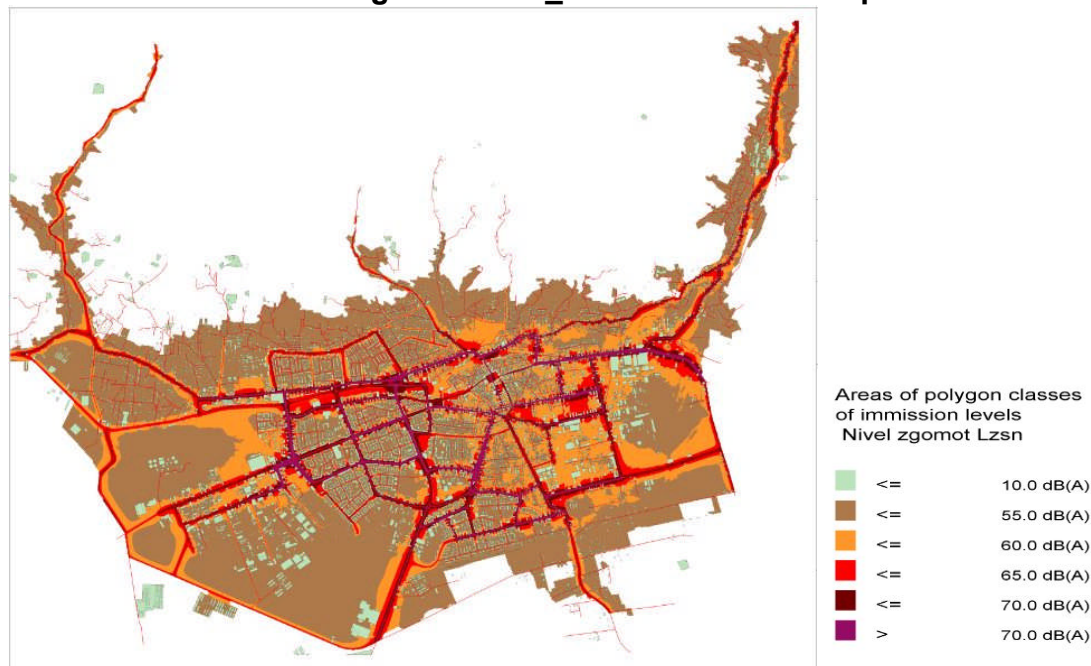 Areas of polygon classes
of immission levels
Nivel zgomot Lzsn
<= 10.0 dB(A)
<= 55.0 dB(A)
<= 60.0 dB(A)
<= 65.0 dB(A)
<= 70.0 dB(A)
> 70.0 dB(A)